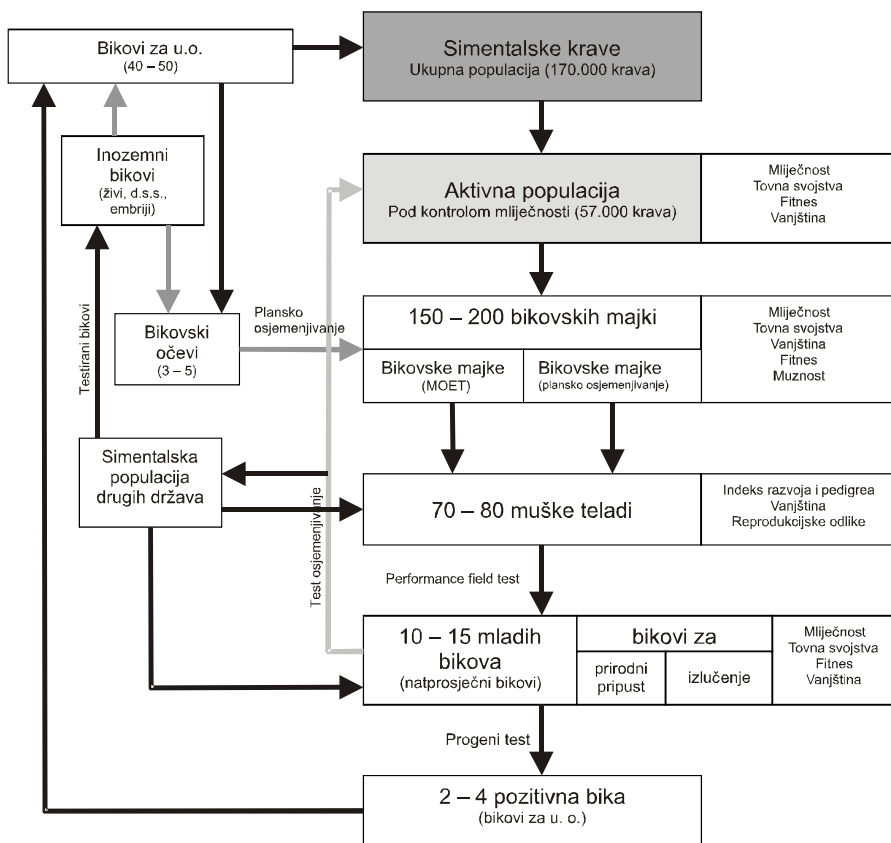 Bikovi za u.o.
(40 – 50)
Simentalske krave
Ukupna populacija (170.000 krava)
Inozemni
bikovi
(živi, d.s.s.,
embriji)
Aktivna populacija
Pod kontrolom mliječnosti (57.000 krava)
Mliječnost
Tovna svojstva
Fitnes
Vanjština
Testirani bikovi
Bikovski
očevi
(3 – 5)
Plansko
osjemenjivanje
150 – 200 bikovskih majki
Bikovske majke
(MOET)
Bikovske majke
(plansko osjemenjivanje)
Mliječnost
Tovna svojstva
Vanjština
Fitnes
Muznost
Simentalska
populacija
drugih država
Test osjemenjivanje
70 – 80 muške teladi
Indeks razvoja i pedigrea
Vanjština
Reprodukcijske odlike
Performance field test
10 – 15 mladih
bikova
(natprosječni bikovi)
bikovi za
prirodni
pripust
izlučenje
Mliječnost
Tovna svojstva
Fitnes
Vanjština
Progeni test
2 – 4 pozitivna bika
(bikovi za u. o.)